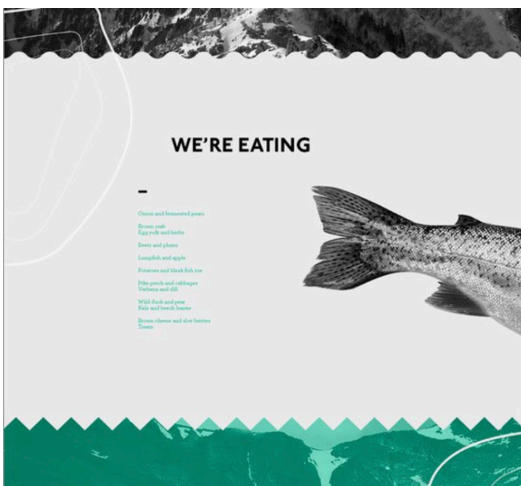 WE'RE EATING
Onion and fermented pears
Brown crab
Egg yolk and herbs
Beets and plums
Lumpfish and apple
Potatoes and bleak fish roe
Pike-perch and cabbages
Verbena and dill
Wild duck and pear
Kale and beech leaves
Brown cheese and sloe berries
Toasts